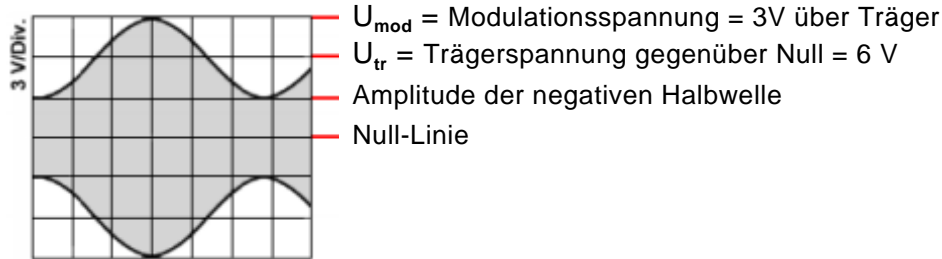 3 V/Div.
Umod = Modulationsspannung = 3V über Träger
Utr = Trägerspannung gegenüber Null = 6 V
Amplitude der negativen Halbwelle
Null-Linie